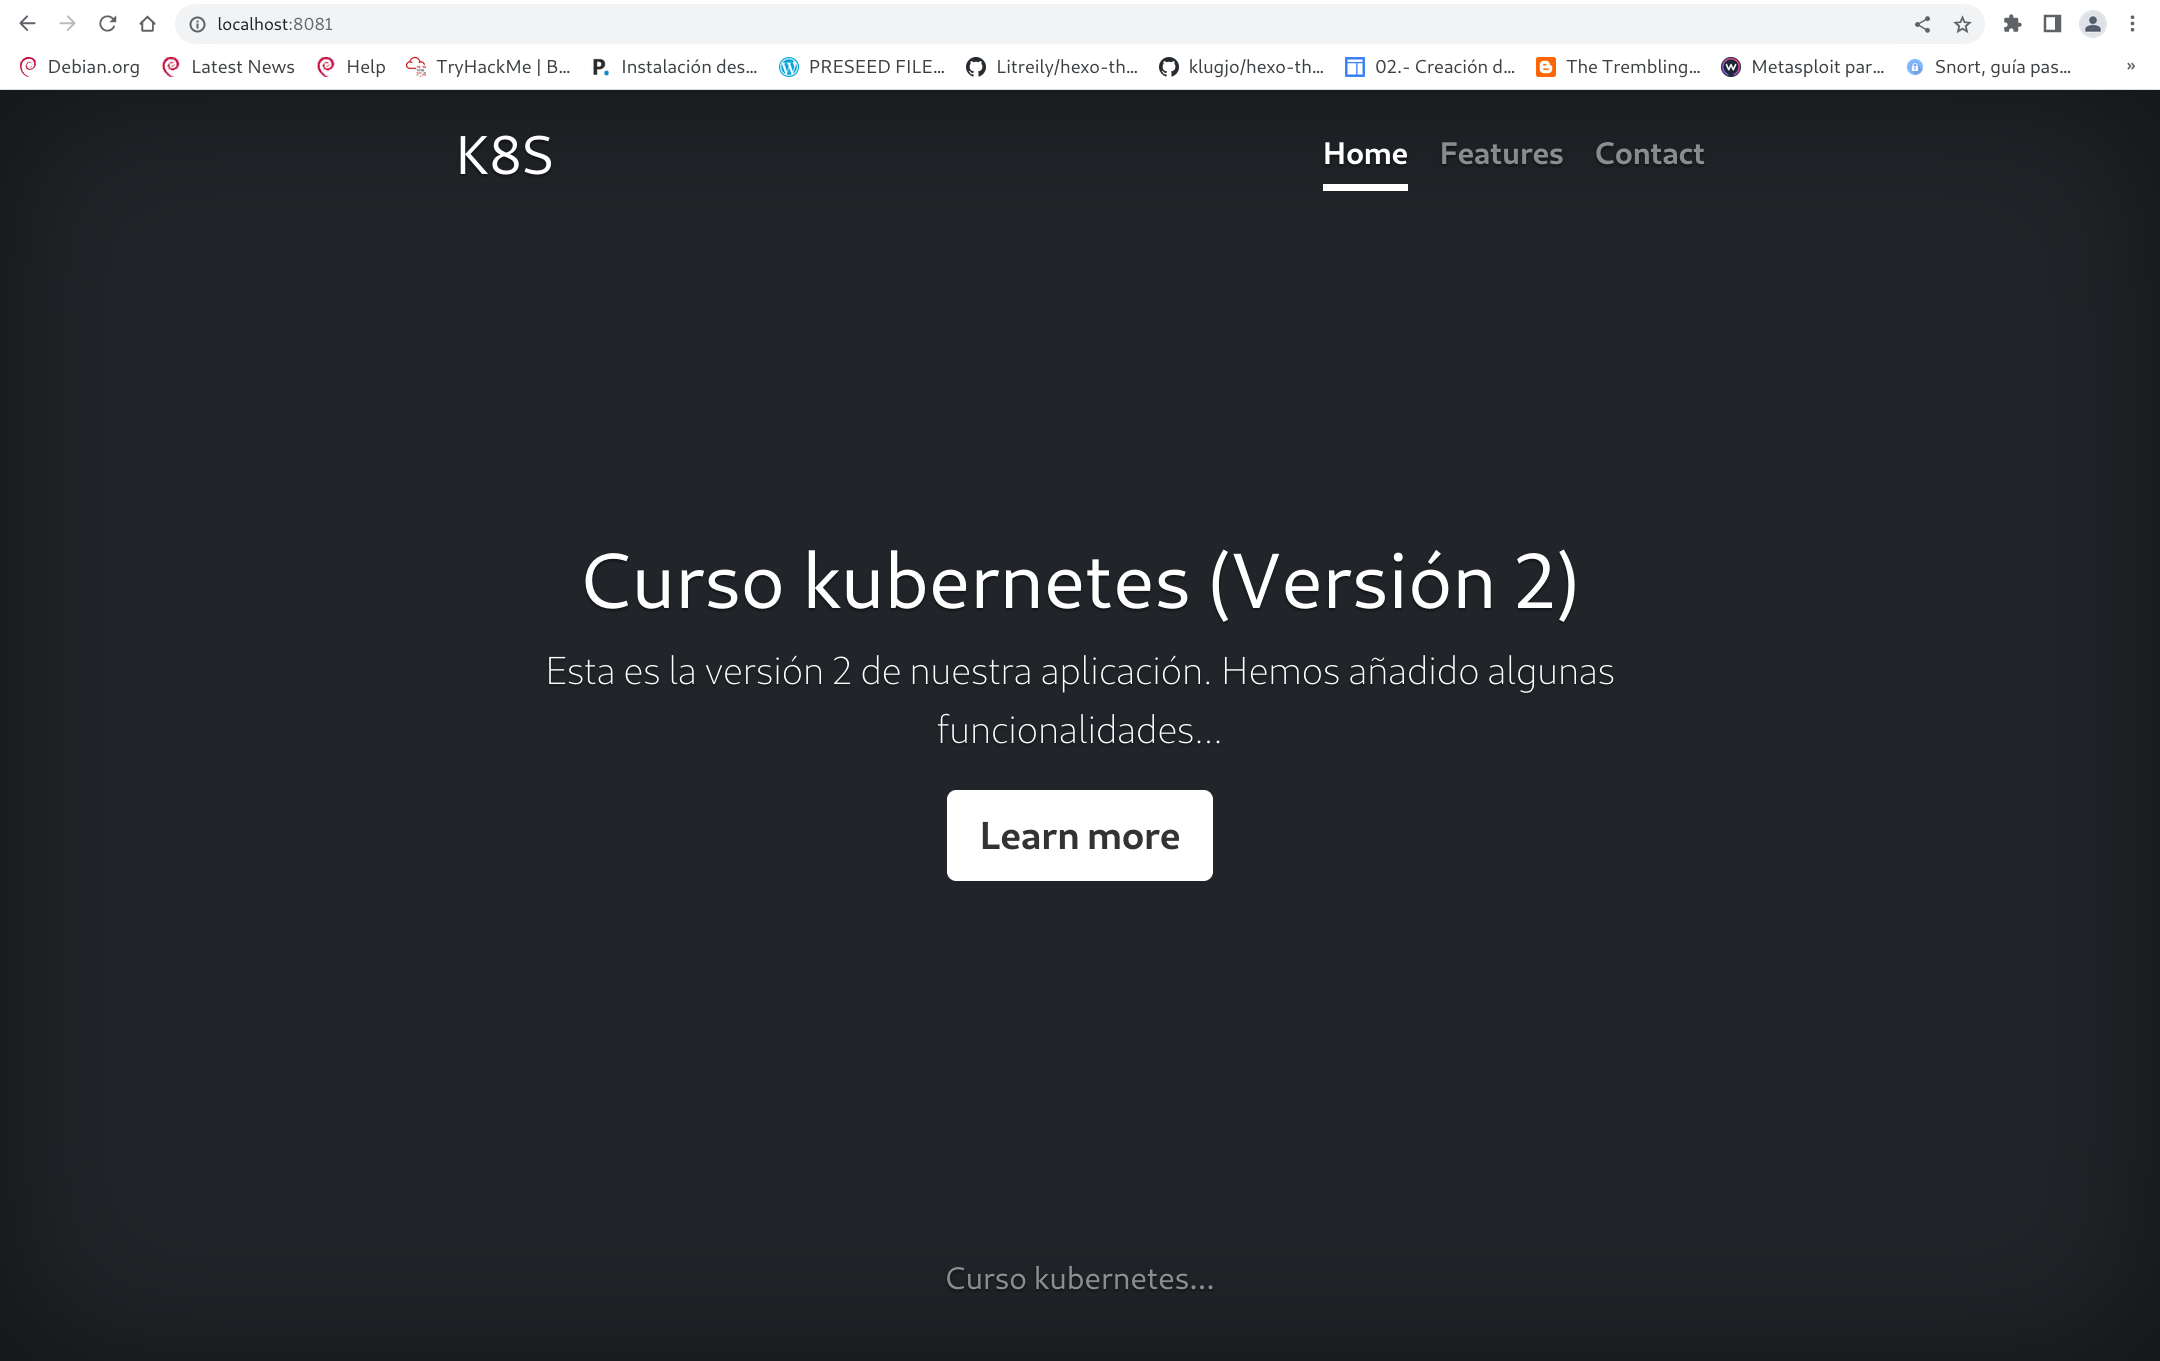 localhost:8081
Debian.org Latest News Help TryHackMe | B... Instalación des... PRESEED FILE... Litreily/hexo-th... klugjo/hexo-th... 02.- Creación d... The Trembling... Metasploit par... Snort, guía pas... »
K8S
Home Features Contact
Curso kubernetes (Versión 2)
Esta es la versión 2 de nuestra aplicación. Hemos añadido algunas
funcionalidades...
Learn more
Curso kubernetes...